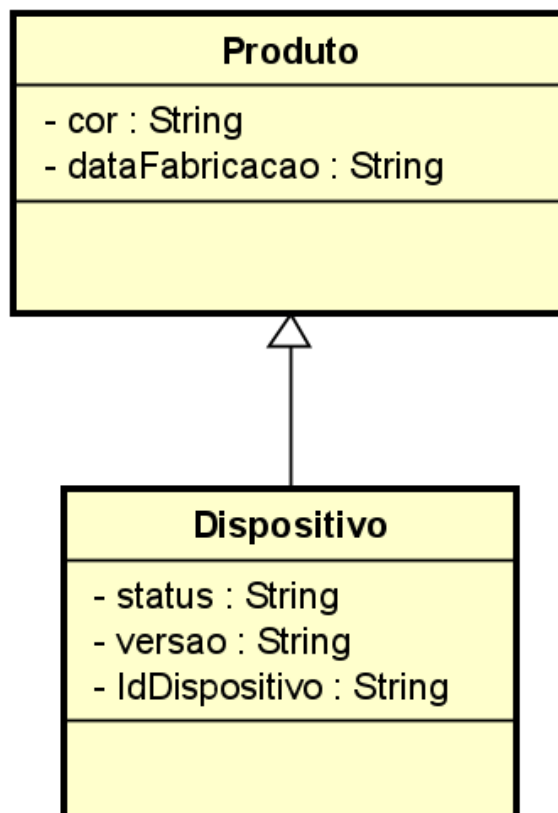 Produto
- cor : String
- dataFabricacao : String
Dispositivo
- status : String
- versao : String
- IdDispositivo : String